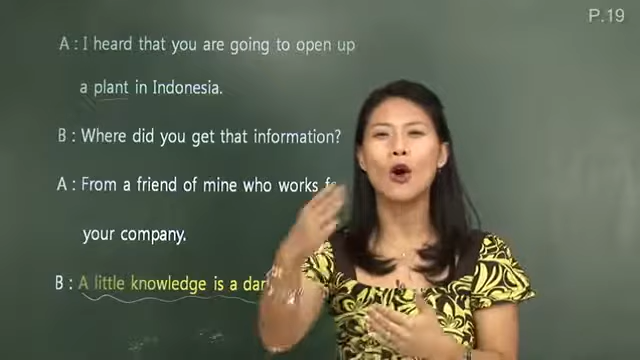 P.19
A : I heard that you are going to open up
a plant in Indonesia.
B : Where did you get that information?
A : From a friend of mine who works
your company.
B : A little knowledge is a